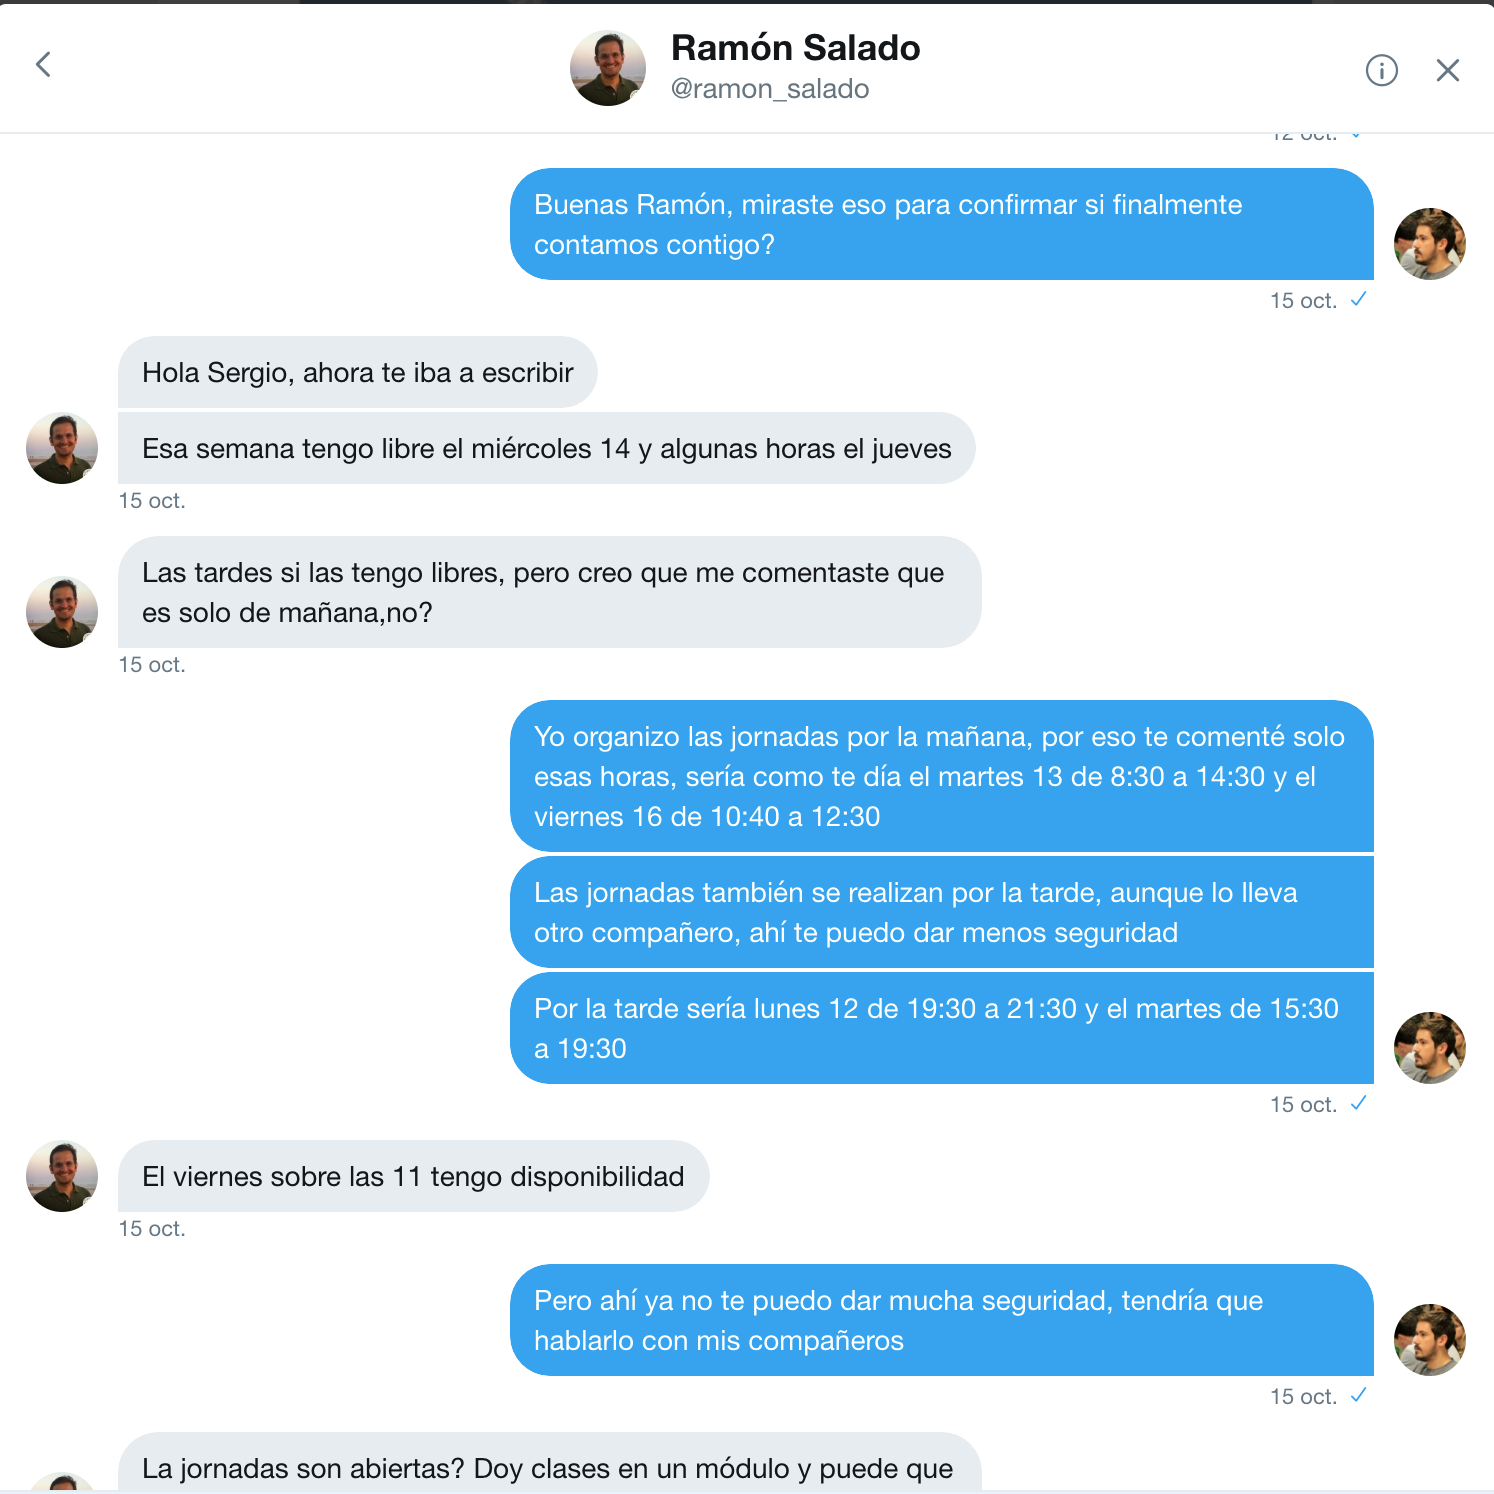 Ramón Salado
@ramon_salado
12 oct.
Buenas Ramón, miraste eso para confirmar si finalmente
contamos contigo?
15 oct.
Hola Sergio, ahora te iba a escribir
Esa semana tengo libre el miércoles 14 y algunas horas el jueves
15 oct.
Las tardes si las tengo libres, pero creo que me comentaste que
es solo de mañana,no?
15 oct.
Yo organizo las jornadas por la mañana, por eso te comenté solo
esas horas, sería como te día el martes 13 de 8:30 a 14:30 y el
viernes 16 de 10:40 a 12:30
Las jornadas también se realizan por la tarde, aunque lo lleva
otro compañero, ahí te puedo dar menos seguridad
Por la tarde sería lunes 12 de 19:30 a 21:30 y el martes de 15:30
a 19:30
15 oct.
El viernes sobre las 11 tengo disponibilidad
15 oct.
Pero ahí ya no te puedo dar mucha seguridad, tendría que
hablarlo con mis compañeros
15 oct.
La jornadas son abiertas? Doy clases en un módulo y puede que